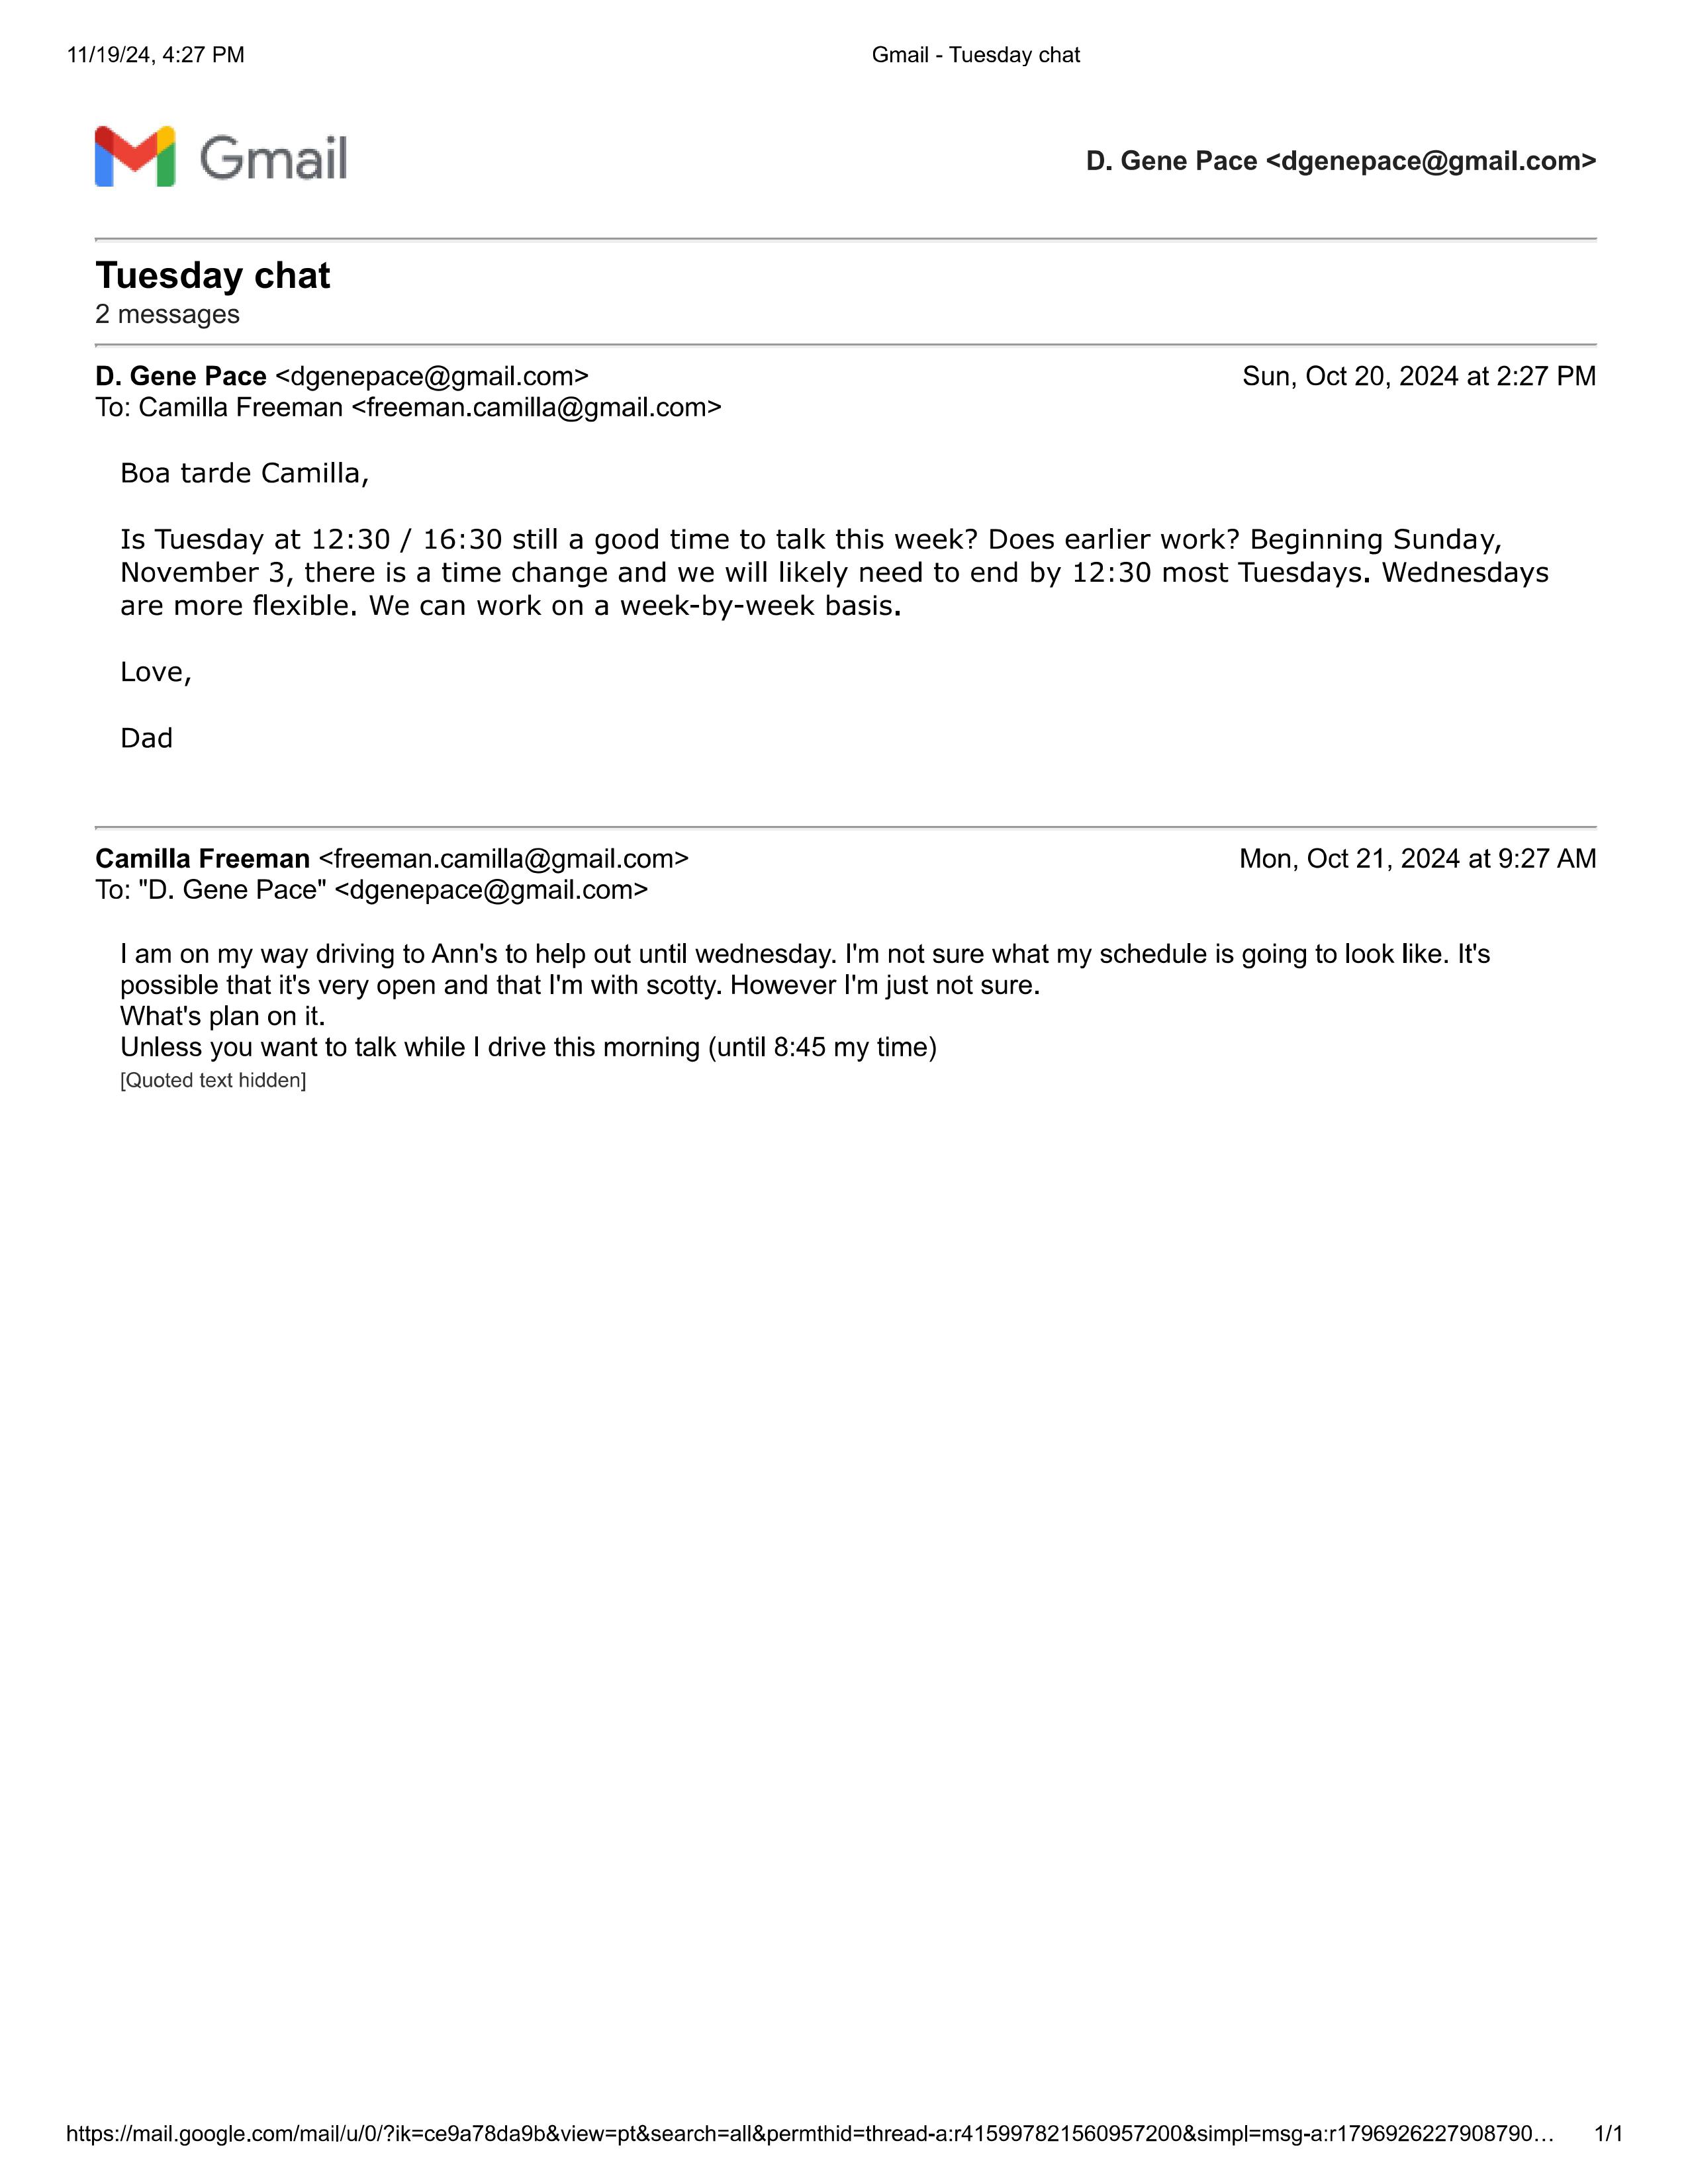 11/19/24, 4:27 PM Gmail - Tuesday chat
Gmail D. Gene Pace <dgenepace@gmail.com>
Tuesday chat
2 messages
D. Gene Pace <dgenepace@gmail.com> Sun, Oct 20, 2024 at 2:27 PM
To: Camilla Freeman <freeman.camilla@gmail.com>
Boa tarde Camilla,
Is Tuesday at 12:30 / 16:30 still a good time to talk this week? Does earlier work? Beginning Sunday,
November 3, there is a time change and we will likely need to end by 12:30 most Tuesdays. Wednesdays
are more flexible. We can work on a week-by-week basis.
Love,
Dad
Camilla Freeman <freeman.camilla@gmail.com> Mon, Oct 21, 2024 at 9:27 AM
To: "D. Gene Pace" <dgenepace@gmail.com>
I am on my way driving to Ann's to help out until wednesday. I'm not sure what my schedule is going to look like. It's
possible that it's very open and that I'm with scotty. However I'm just not sure.
What's plan on it.
Unless you want to talk while I drive this morning (until 8:45 my time)
[Quoted text hidden]
https://mail.google.com/mail/u/0/?ik=ce9a78da9b&view=pt&search=all&permthid=thread-a:r415997821560957200&simpl=msg-a:r1796926227908790… 1/1